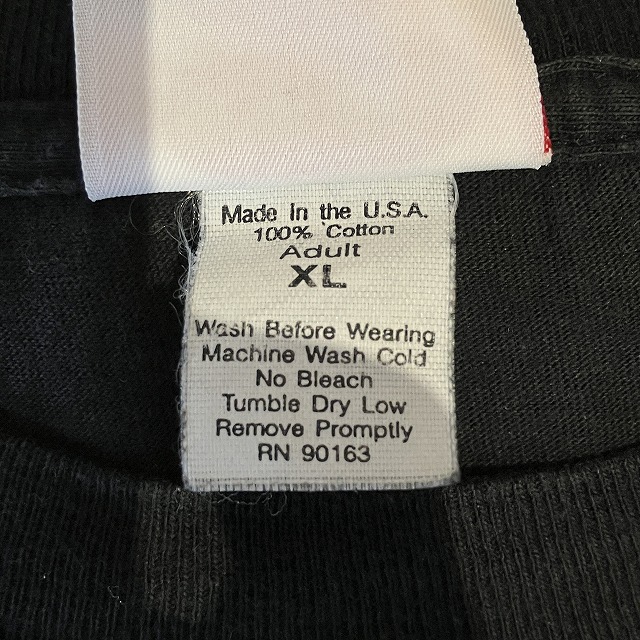 Made In the U.S.A.
100% Cotton
Adult
XL
Wash Before Wearing
Machine Wash Cold
No Bleach
Tumble Dry Low
Remove Promptly
RN 90163